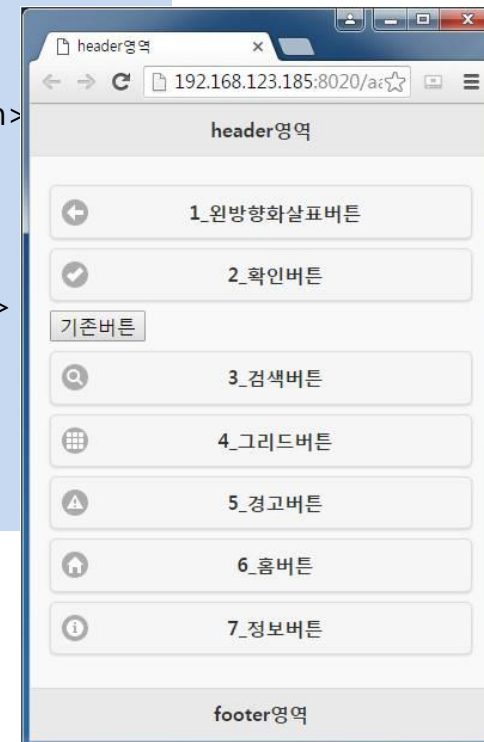 header영역
192.168.123.185:8020/aa
header영역
n>
1_왼방향화살표버튼
2_확인버튼
>
기존버튼
3_검색버튼
4_그리드버튼
5_경고버튼
6_홈버튼
7_정보버튼
footer영역